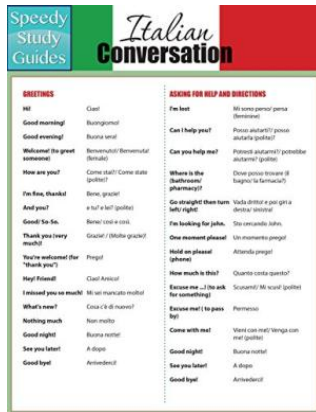 Speedy
Study
Guides
Italian
Conversation
GREETINGS
Hi! Ciao!
Good morning! Buongiorno!
Good evening! Buona sera!
Welcome! (to greet Benvenuto!/ Benvenuta!
someone) (female)
How are you? Come stai?/ Come state
(polite)?
I'm fine, thanks! Bene, grazie!
And you? e tu? e lei? (polite)
Good/ So-So. Bene/ così e così.
Thank you (very Grazie! / (Molte grazie)!
much)!
You're welcome! (for Prego!
"thank you")
Hey! Friend! Ciao! Amico!
I missed you so much! Mi sei mancato molto!
What's new? Cosa c'è di nuovo?
Nothing much Non molto
Good night! Buona notte!
See you later! A dopo
Good bye! Arrivederci!
ASKING FOR HELP AND DIRECTIONS
I'm lost Mi sono perso/ persa
(feminine)
Can I help you? Posso aiutarti?/ posso
aiutarla (polite)?
Can you help me? Potresti aiutarmi?/ potrebbe
aiutarmi? (polite)
Where is the Dove posso trovare (il
(bathroom/ bagno/ la farmacia?)
pharmacy)?
Go straight! then turn Vada dritto! e poi giri a
left/ right! destra/ sinistra!
I'm looking for john. Sto cercando John.
One moment please! Un momento prego!
Hold on please! Attenda prego!
(phone)
How much is this? Quanto costa questo?
Excuse me ...! (to ask Scusami!/ Mi scusi! (polite)
for something)
Excuse me! ( to pass Permesso
by)
Come with me! Vieni con me!/ Venga con
me! (polite)
Good night! Buona notte!
See you later! A dopo
Good bye! Arrivederci!